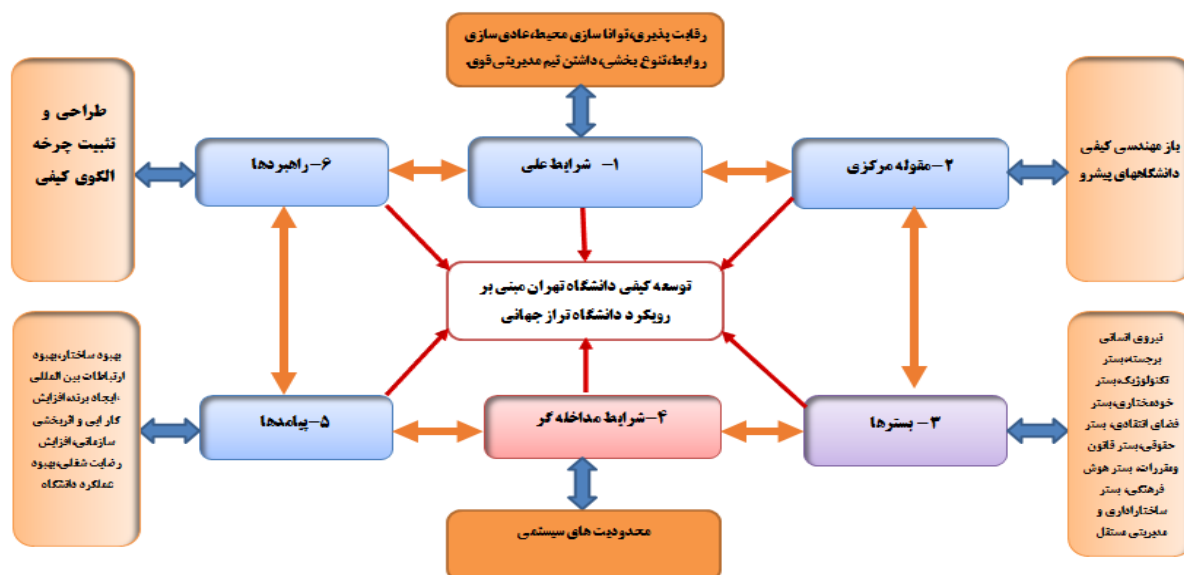 رقابت پذیری،توانا سازی محیط،عادی سازی
روابط،تنوع بخشی،داشتن تیم مدیریتی قوی
طراحی و
تثبیت چرخه
الگوی کیفی
۶-راهبردها
۱- شرایط علی
۲-مقوله مرکزی
باز مهندسی کیفی
دانشگاههای پیشرو
توسعه کیفی دانشگاه تهران مبنی بر
رویکرد دانشگاه تراز جهانی
بهبود ساختار،بهبود
ارتباطات بین المللی
،ایجاد برند،افزایش
کارایی و اثربخشی
سازمانی،افزایش
رضایت شغلی،بهبود
عملکرد دانشگاه
۵-پیامدها
۴-شرایط مداخله گر
۳- بسترها
نیروی انسانی
برجسته،بستر
تکنولوژیک،بستر
خودمختاری،بستر
فضای انتقادی، بستر
حقوقی،بستر قانون
ومقررات، بستر هوش
فرهنگی، بستر
ساختاراداری و
مدیریتی مستقل
محدودیت های سیستمی